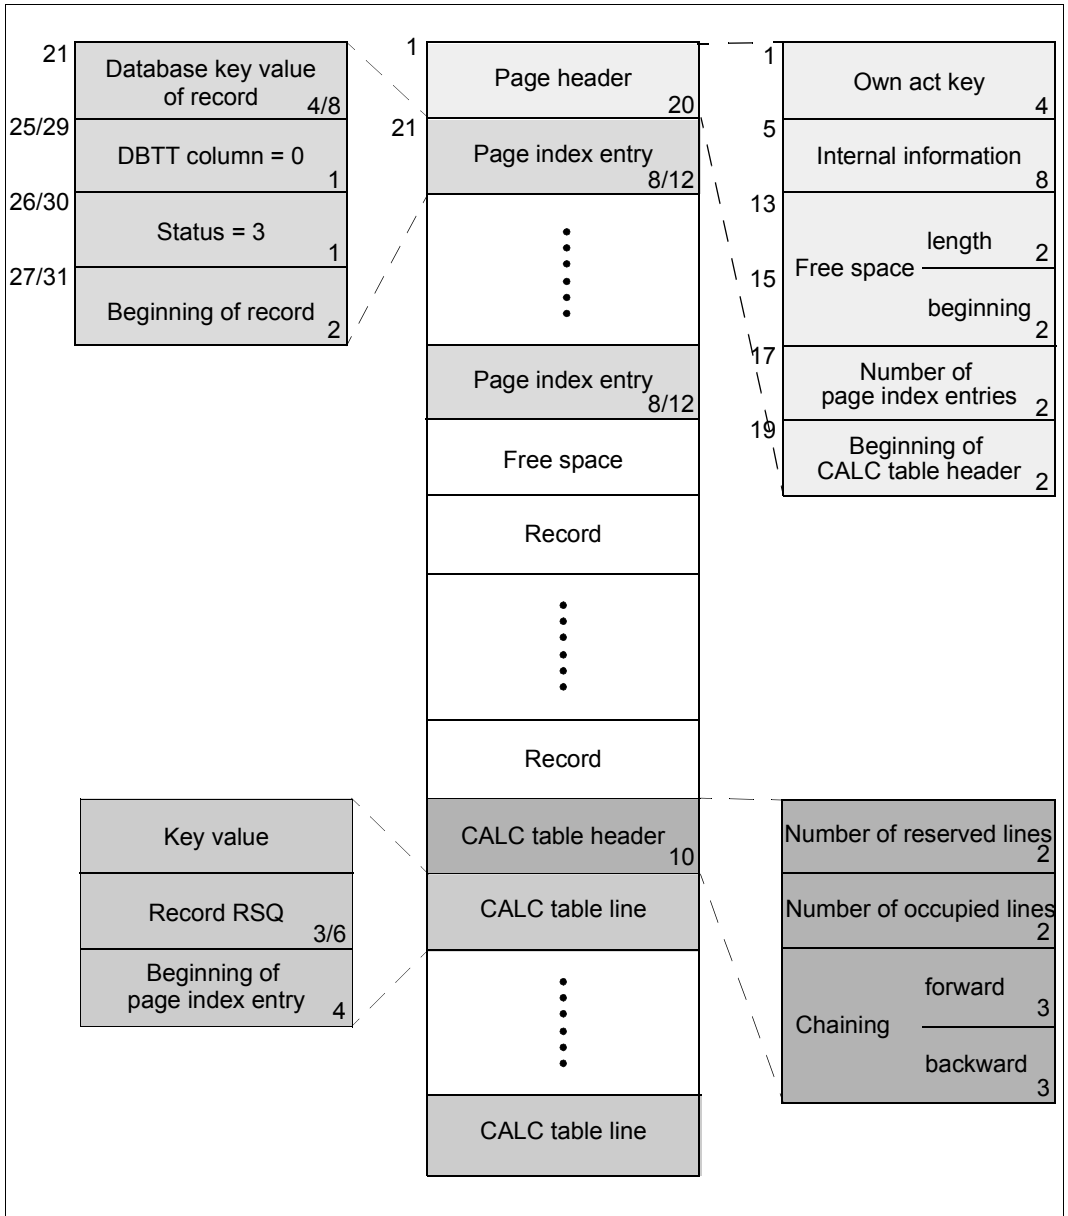 21
Database key value
of record
4/8
25/29
DBTT column = 0
1
26/30
Status = 3
1
27/31
Beginning of record
2
1
Page header
20
21
Page index entry
8/12
Page index entry
8/12
Free space
Record
Record
CALC table header
10
CALC table line
CALC table line
1
Own act key
4
5
Internal information
8
13
Free space
length
2
15
beginning
2
17
Number of
page index entries
2
19
Beginning of
CALC table header
2
Key value
Record RSQ
3/6
Beginning of
page index entry
4
Number of reserved lines
2
Number of occupied lines
2
Chaining
forward
3
backward
3